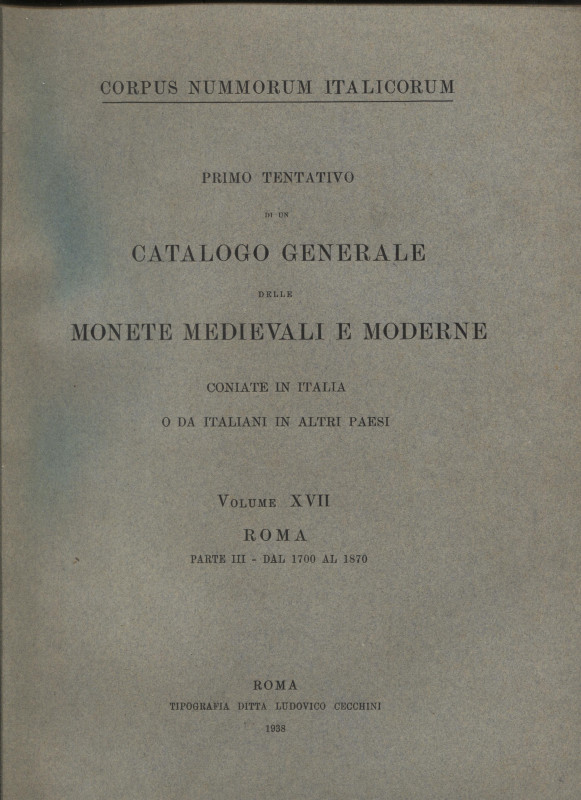 CORPUS NUMMORUM ITALICORUM
PRIMO TENTATIVO
DI UN
CATALOGO GENERALE
DELLE
MONETE MEDIEVALI E MODERNE
CONIATE IN ITALIA
O DA ITALIANI IN ALTRI PAESI
VOLUME XVII
ROMA
PARTE III - DAL 1700 AL 1870
ROMA
TIPOGRAFIA DITTA LUDOVICO CECCHINI
1938